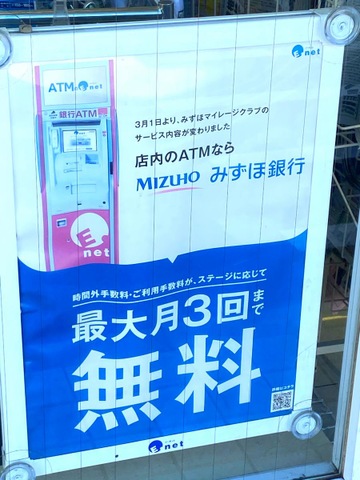 e net
ATM e net
銀行ATM
e net
3月1日より、みずほマイレージクラブの
サービス内容が変わりました
店内のATMなら
MIZUHO みずほ銀行
時間外手数料・ご利用手数料が、ステージに応じて
最大月3回まで
無料
詳細はコチラ
e net